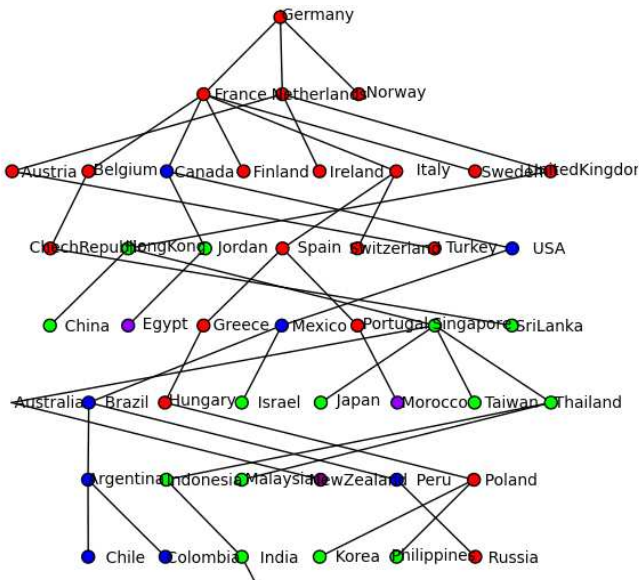 Germany
France Netherlands Norway
Austria Belgium Canada Finland Ireland Italy Sweden UnitedKingdom
CzechRepublic HongKong Jordan Spain Switzerland Turkey USA
China Egypt Greece Mexico Portugal Singapore SriLanka
Australia Brazil Hungary Israel Japan Morocco Taiwan Thailand
Argentina Indonesia Malaysia NewZealand Peru Poland
Chile Colombia India Korea Philippines Russia